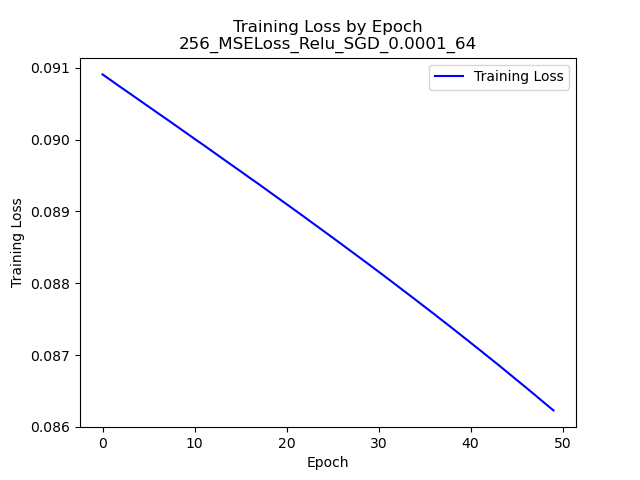 Training Loss by Epoch
256_MSELoss_Relu_SGD_0.0001_64
Training Loss
0.091
0.090
0.089
0.088
0.087
0.086
Training Loss
0 10 20 30 40 50
Epoch